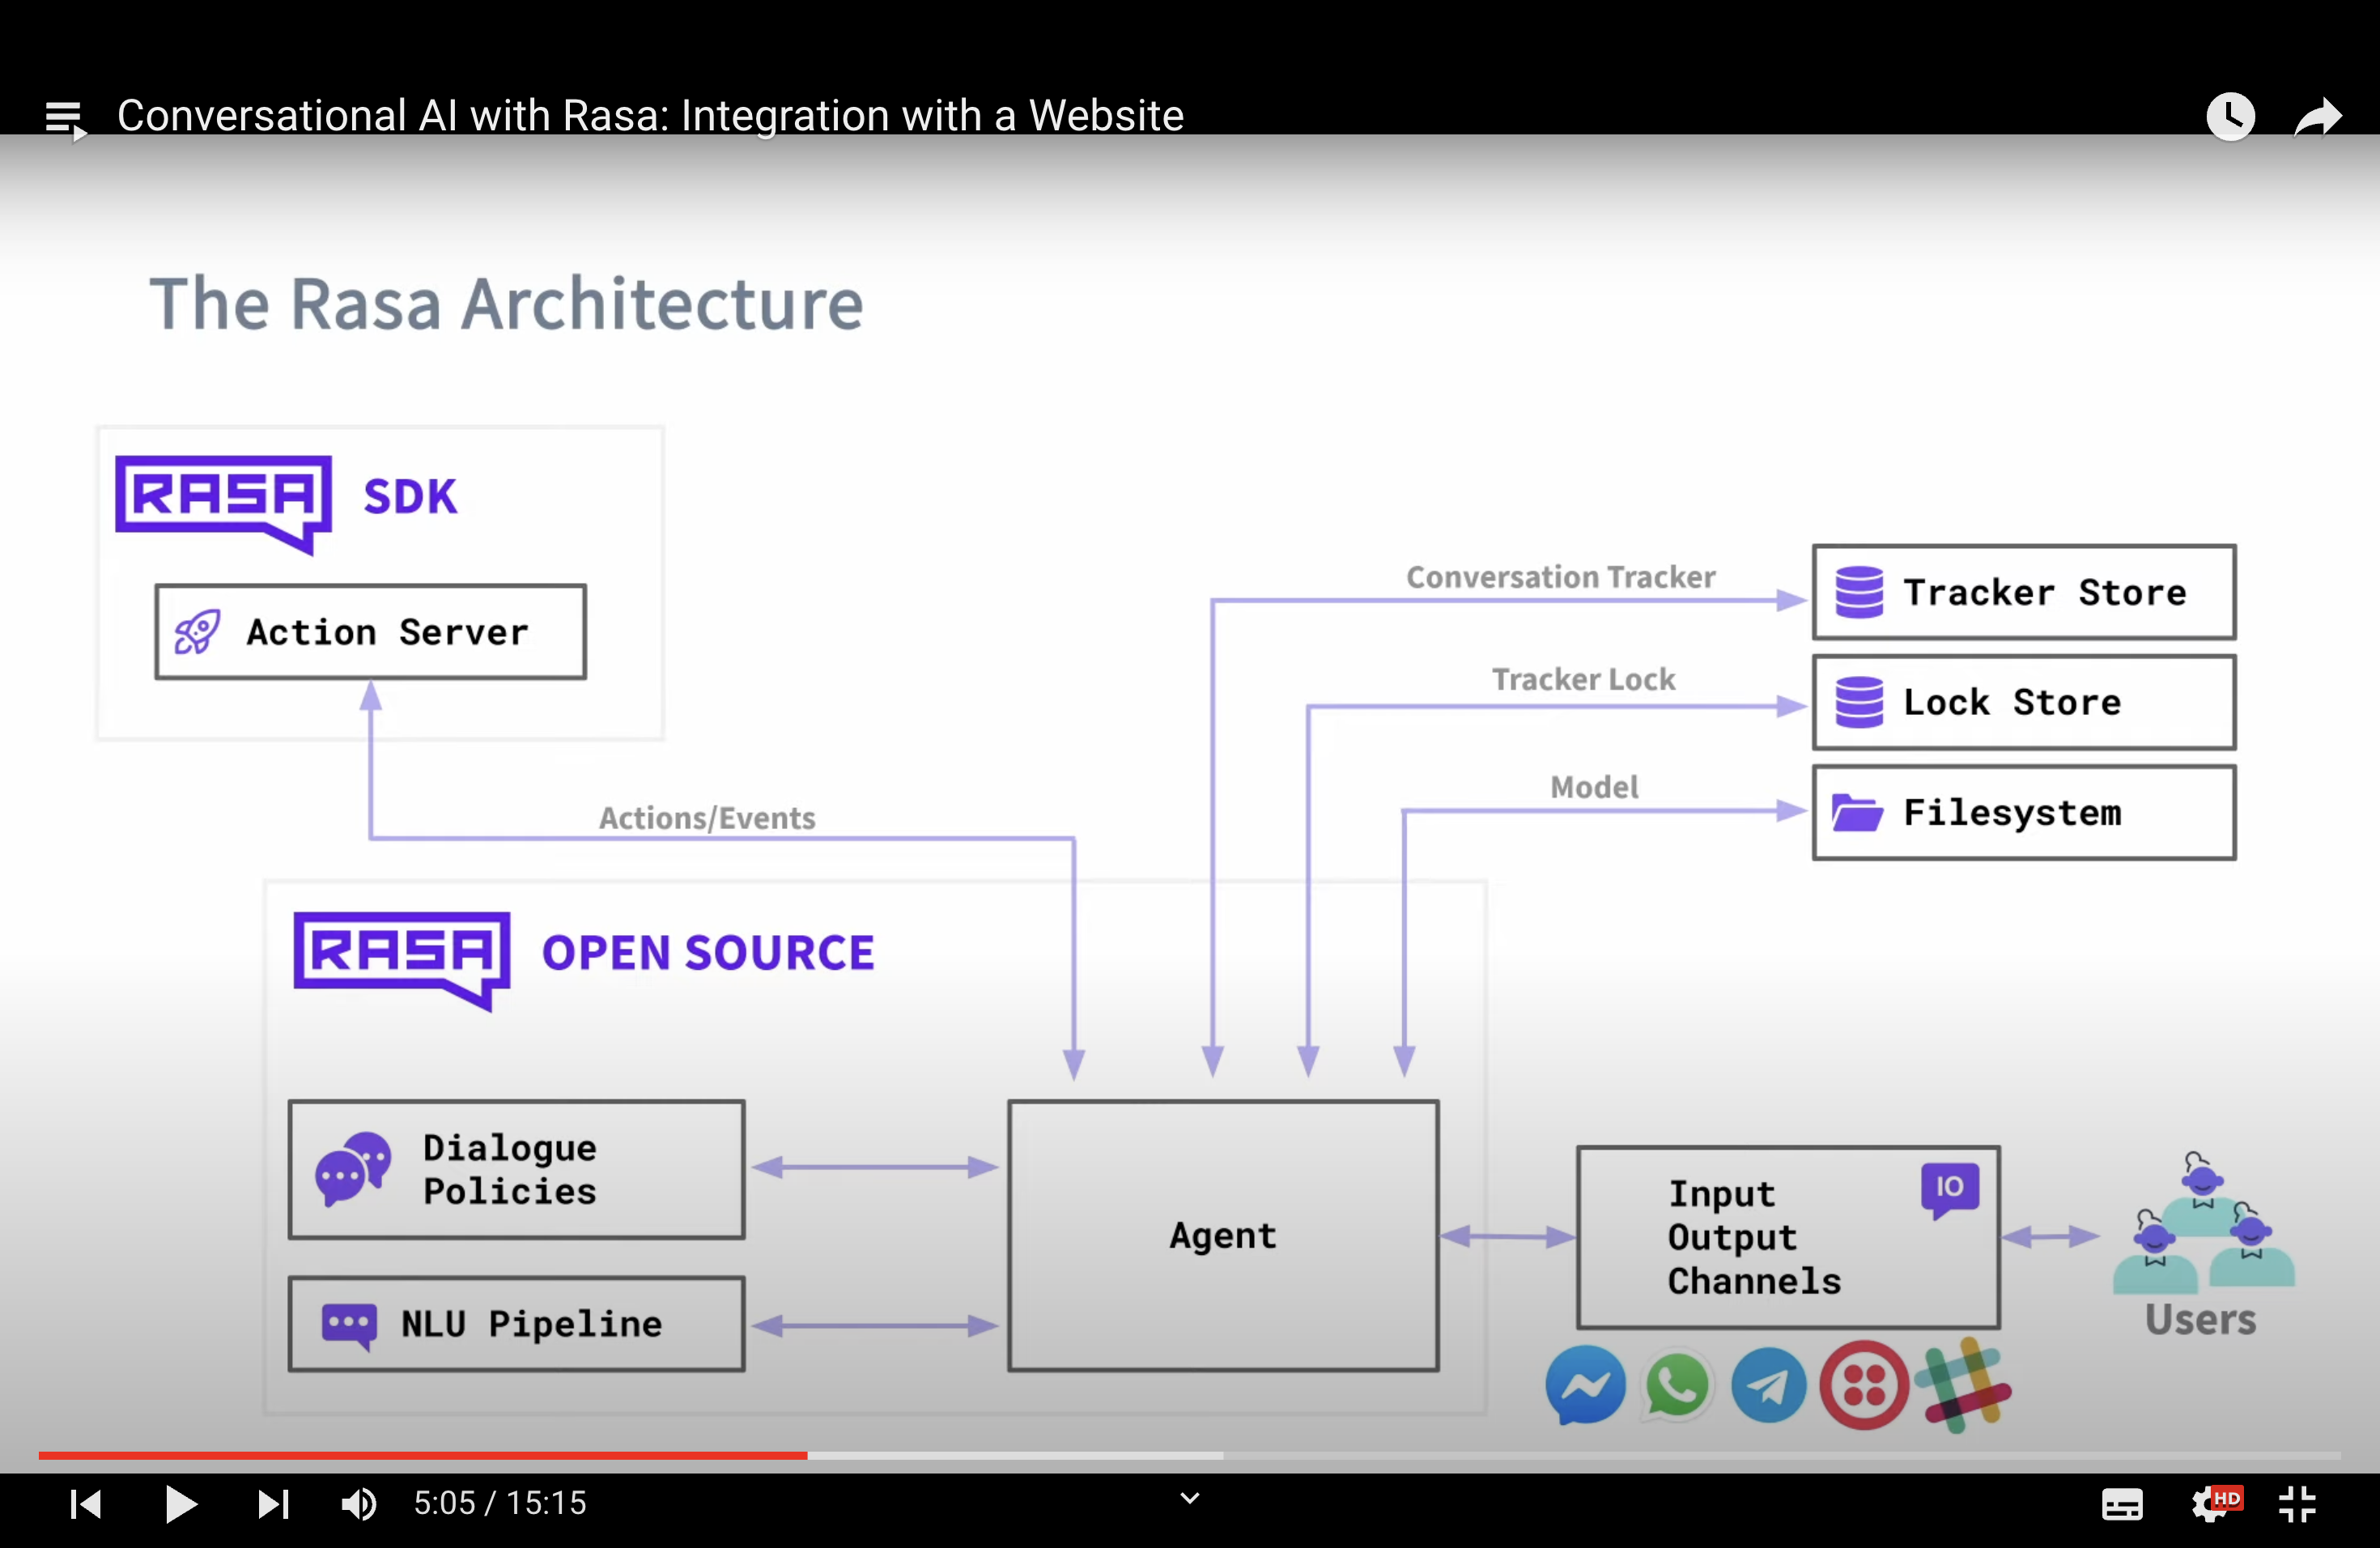 Conversational AI with Rasa: Integration with a Website
The Rasa Architecture
RASA SDK
Action Server
Conversation Tracker
Tracker Store
Tracker Lock
Lock Store
Model
Filesystem
Actions/Events
RASA OPEN SOURCE
Dialogue
Policies
NLU Pipeline
Agent
Input
Output
Channels
IO
Users
5:05 / 15:15
HD